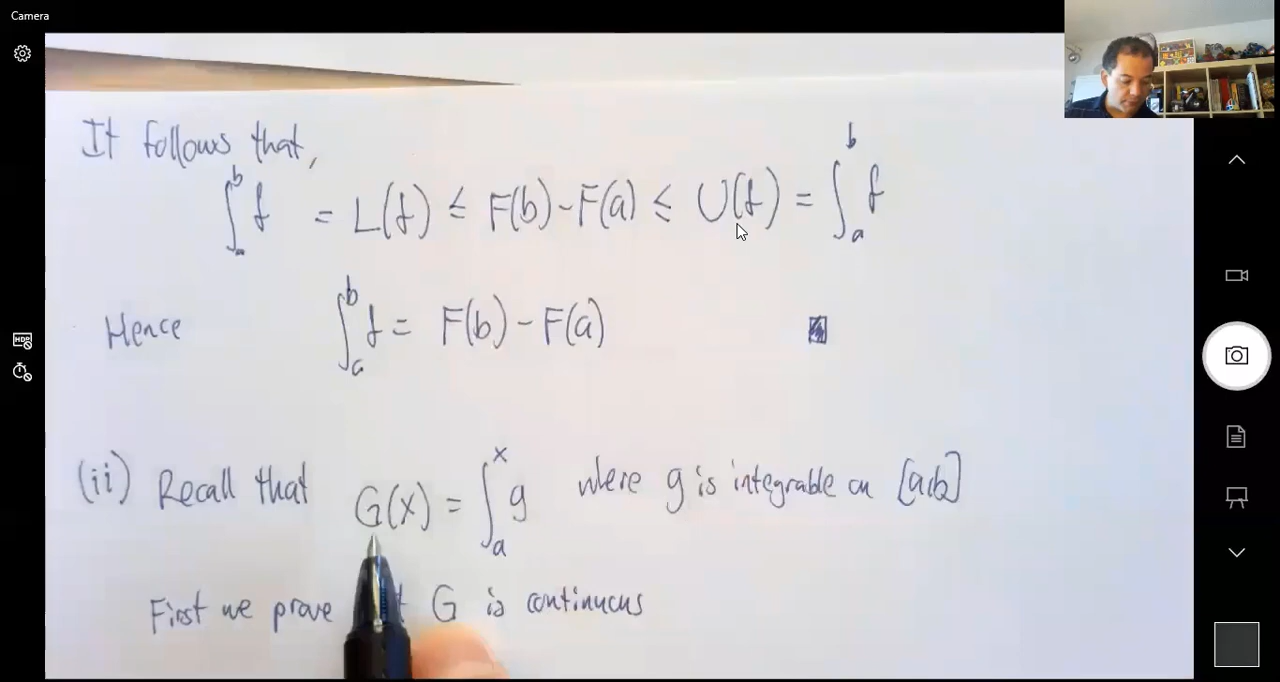 Camera
It follows that,
∫_a^b f = L(f) ≤ F(b) - F(a) ≤ U(f) = ∫_a^b f
Hence ∫_a^b f = F(b) - F(a)
(ii) Recall that G(x) = ∫_a^x g where g is integrable on [a,b]
First we prove G is continuous